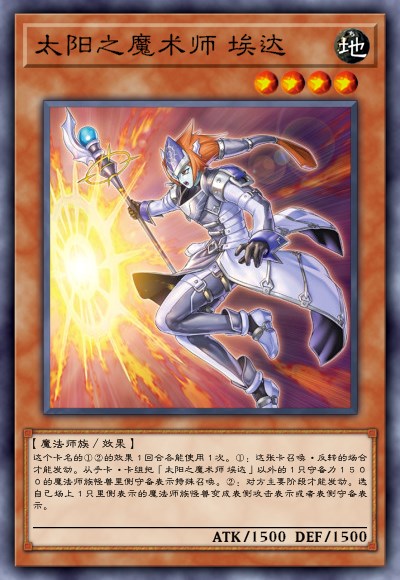 太阳之魔术师 埃达
地
【魔法师族／效果】
这个卡名的①②的效果1回合各能使用1次。①：这张卡召唤·反转的场合
才能发动。从手卡·卡组把「太阳之魔术师 埃达」以外的1只守备力150
0的魔法师族怪兽里侧守备表示特殊召唤。②：对方主要阶段才能发动。选
自己场上1只里侧表示的魔法师族怪兽变成表侧攻击表示或者表侧守备表
示。
ATK/1500 DEF/1500